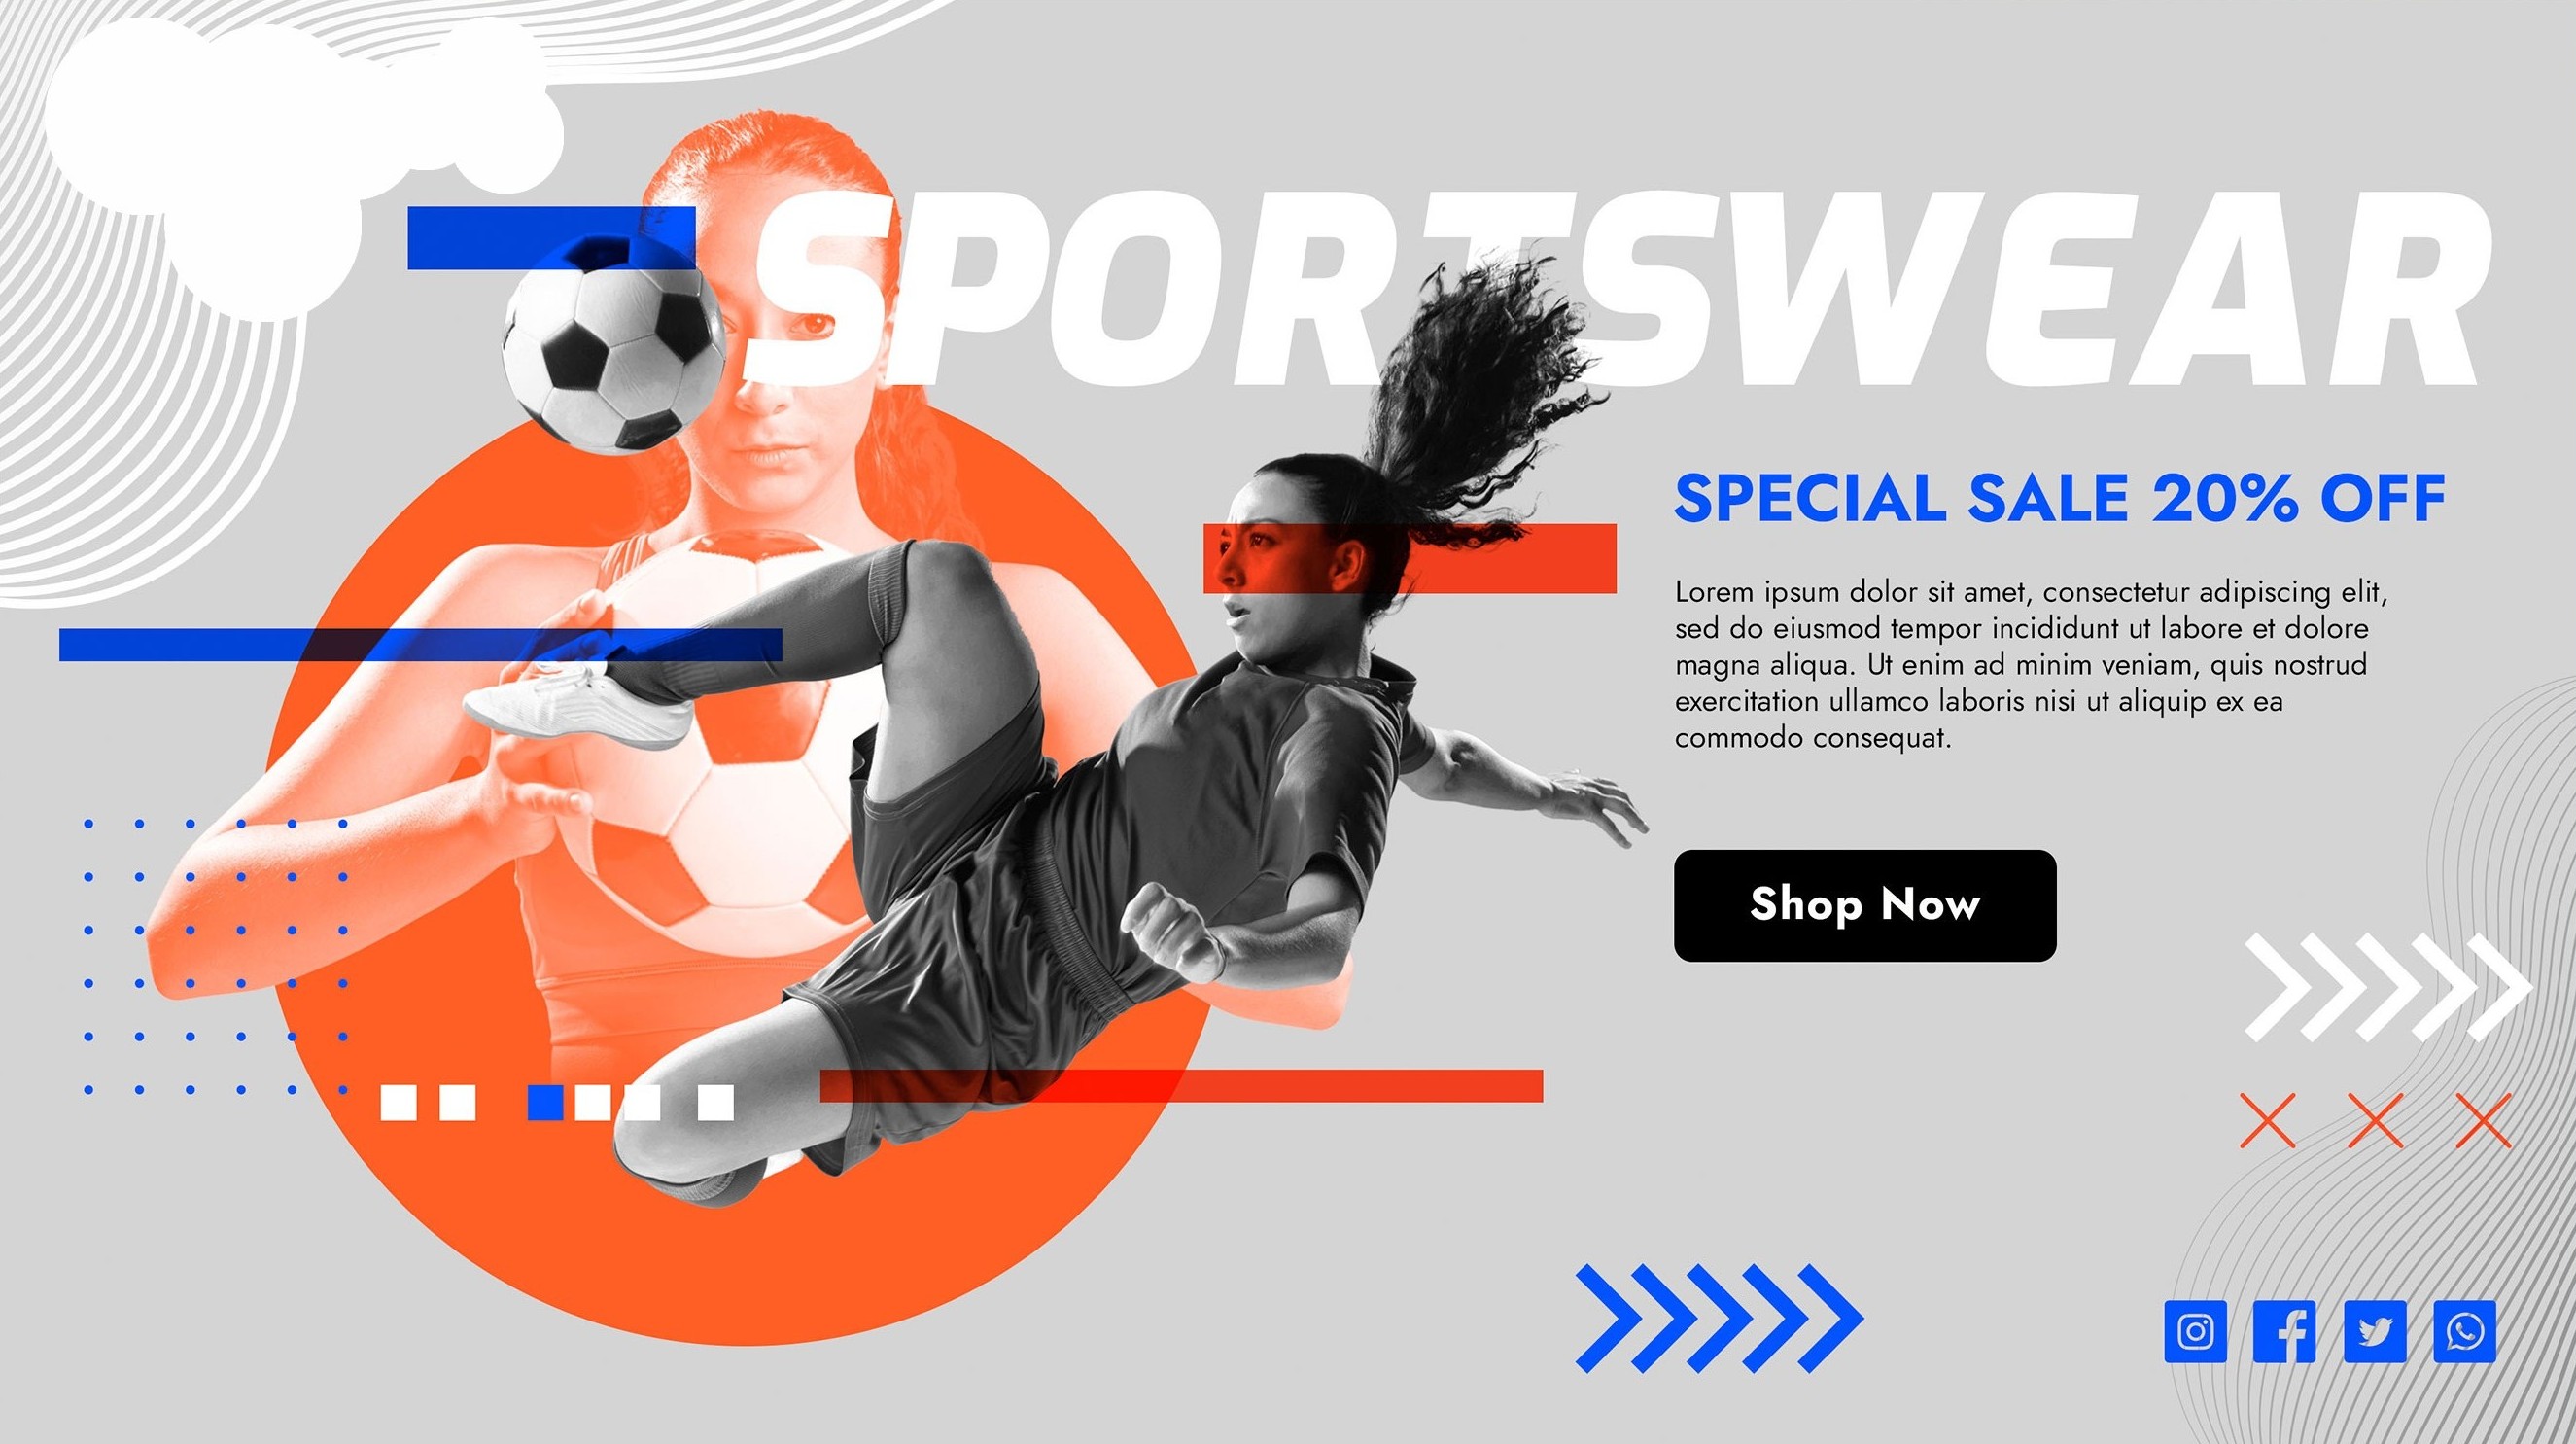 SPORTSWEAR
SPECIAL SALE 20% OFF
Lorem ipsum dolor sit amet, consectetur adipiscing elit,
sed do eiusmod tempor incididunt ut labore et dolore
magna aliqua. Ut enim ad minim veniam, quis nostrud
exercitation ullamco laboris nisi ut aliquip ex ea
commodo consequat.
Shop Now